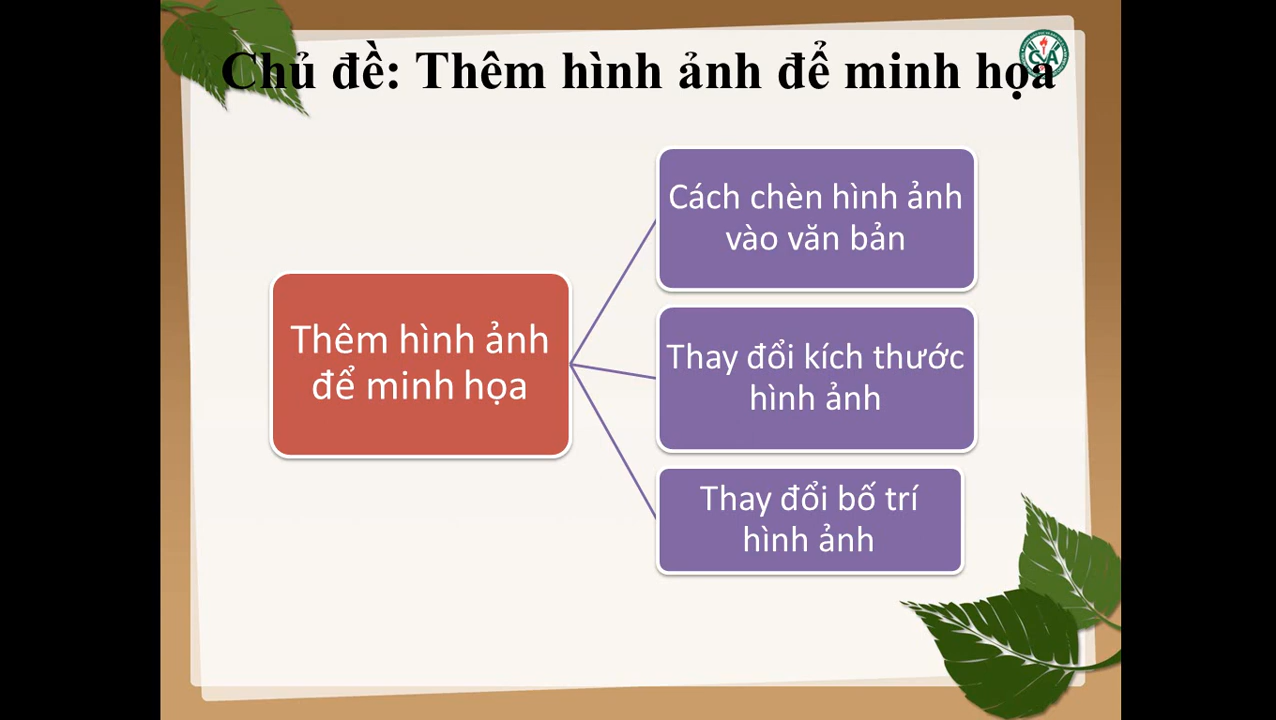 Chủ đề: Thêm hình ảnh để minh họa
Thêm hình ảnh
để minh họa
Cách chèn hình ảnh
vào văn bản
Thay đổi kích thước
hình ảnh
Thay đổi bố trí
hình ảnh